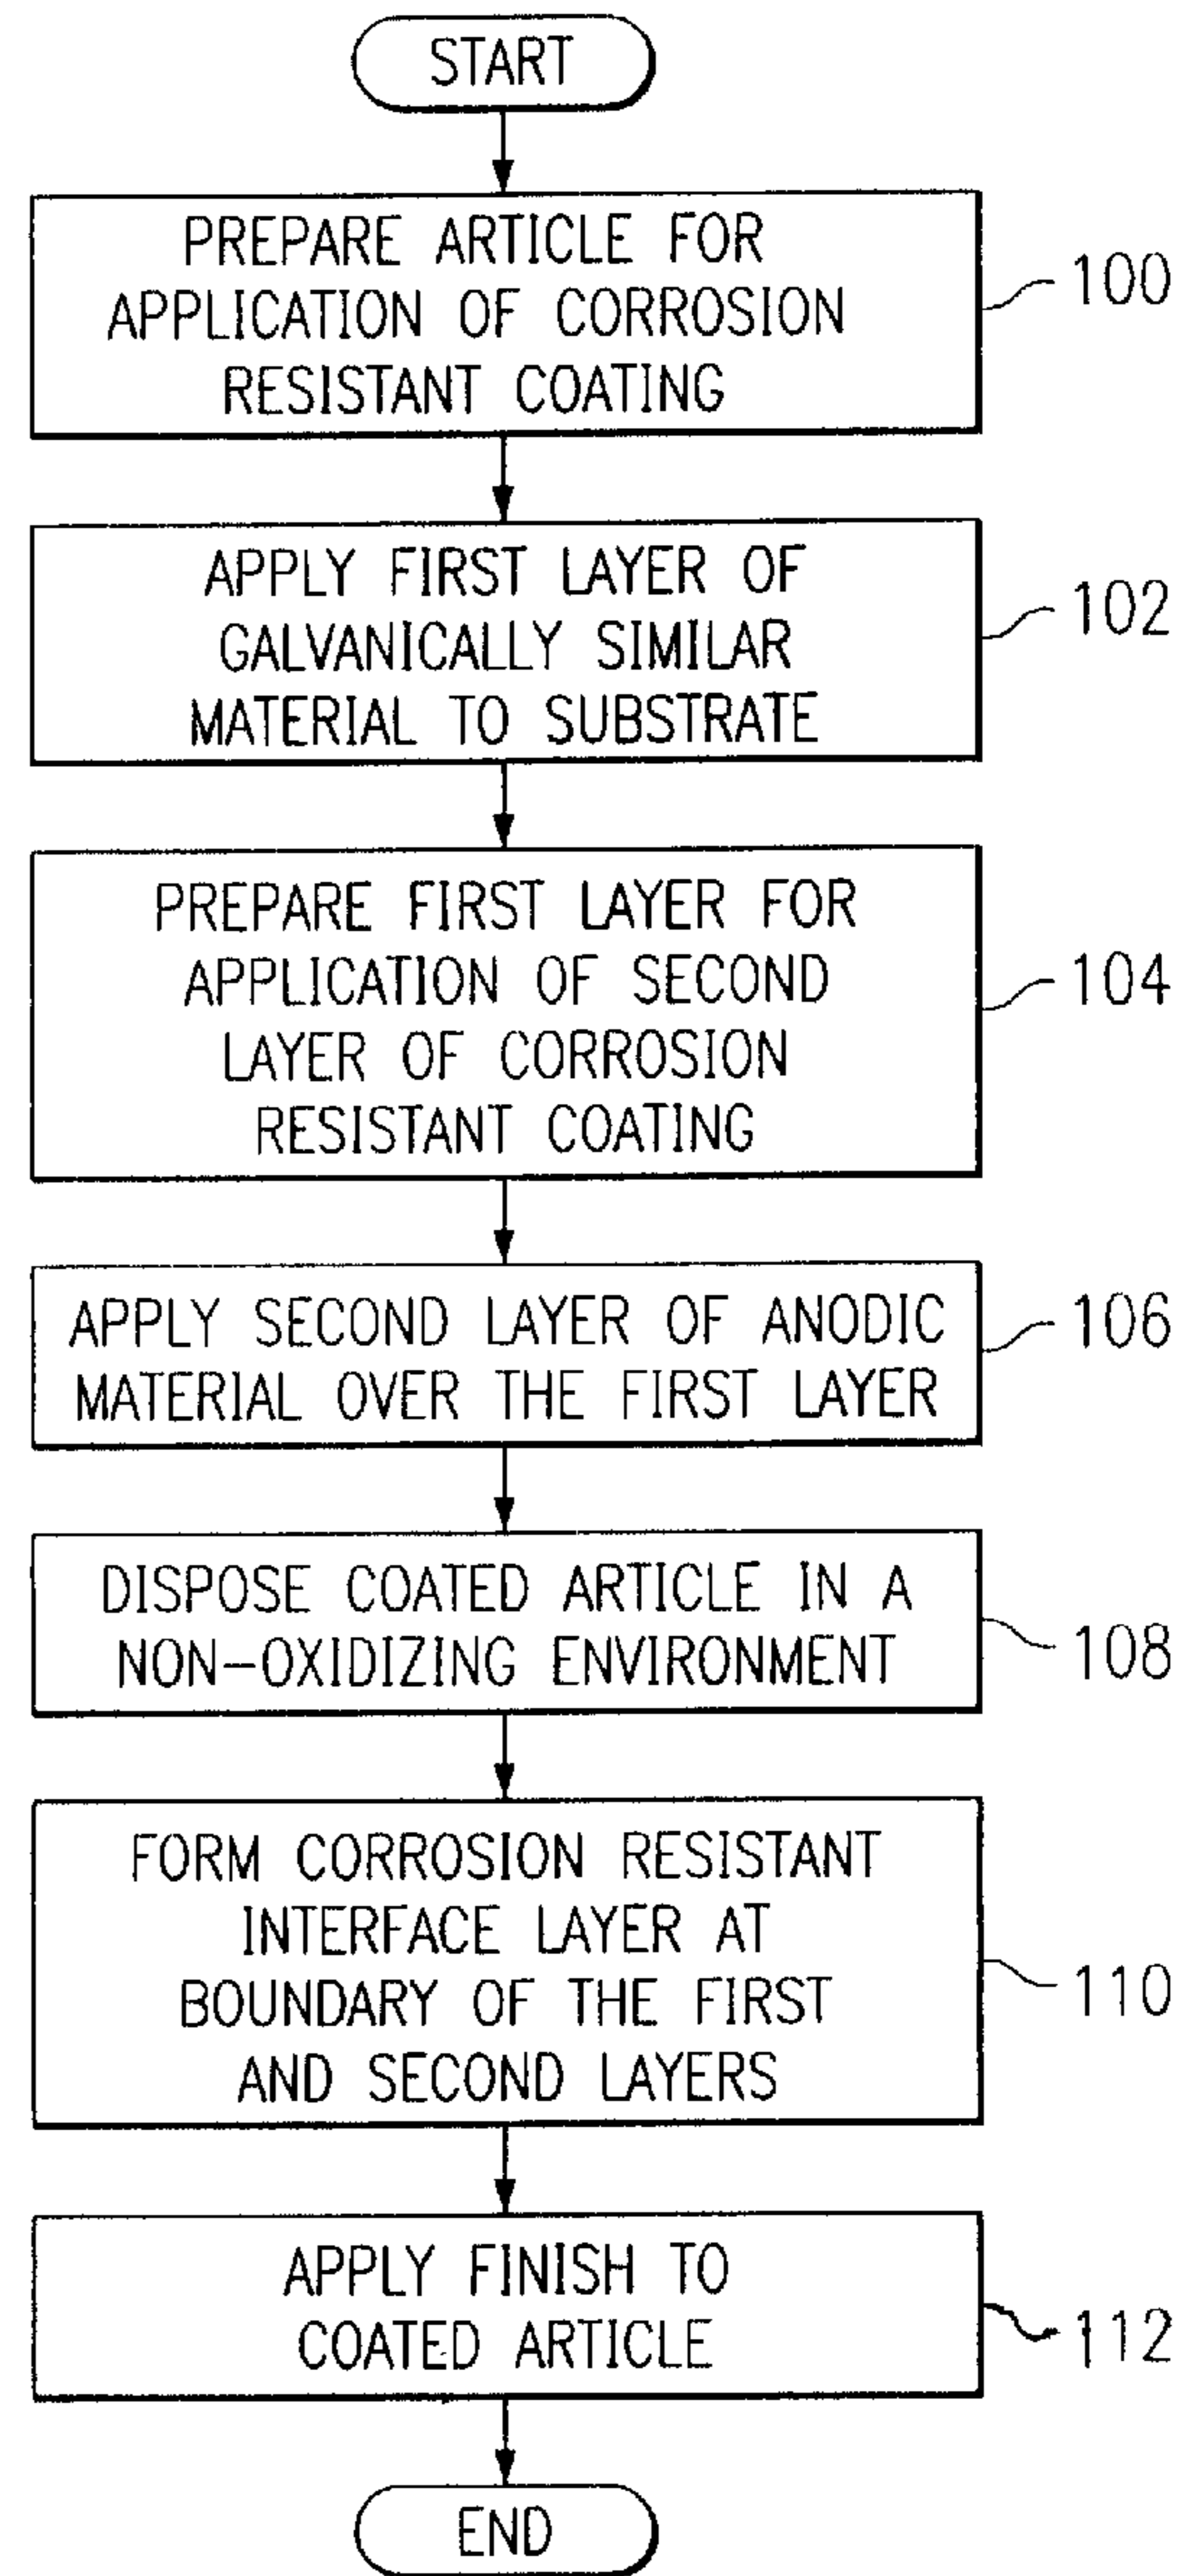 START
PREPARE ARTICLE FOR
APPLICATION OF CORROSION
RESISTANT COATING
100
APPLY FIRST LAYER OF
GALVANICALLY SIMILAR
MATERIAL TO SUBSTRATE
102
PREPARE FIRST LAYER FOR
APPLICATION OF SECOND
LAYER OF CORROSION
RESISTANT COATING
104
APPLY SECOND LAYER OF ANODIC
MATERIAL OVER THE FIRST LAYER
106
DISPOSE COATED ARTICLE IN A
NON-OXIDIZING ENVIRONMENT
108
FORM CORROSION RESISTANT
INTERFACE LAYER AT
BOUNDARY OF THE FIRST
AND SECOND LAYERS
110
APPLY FINISH TO
COATED ARTICLE
112
END